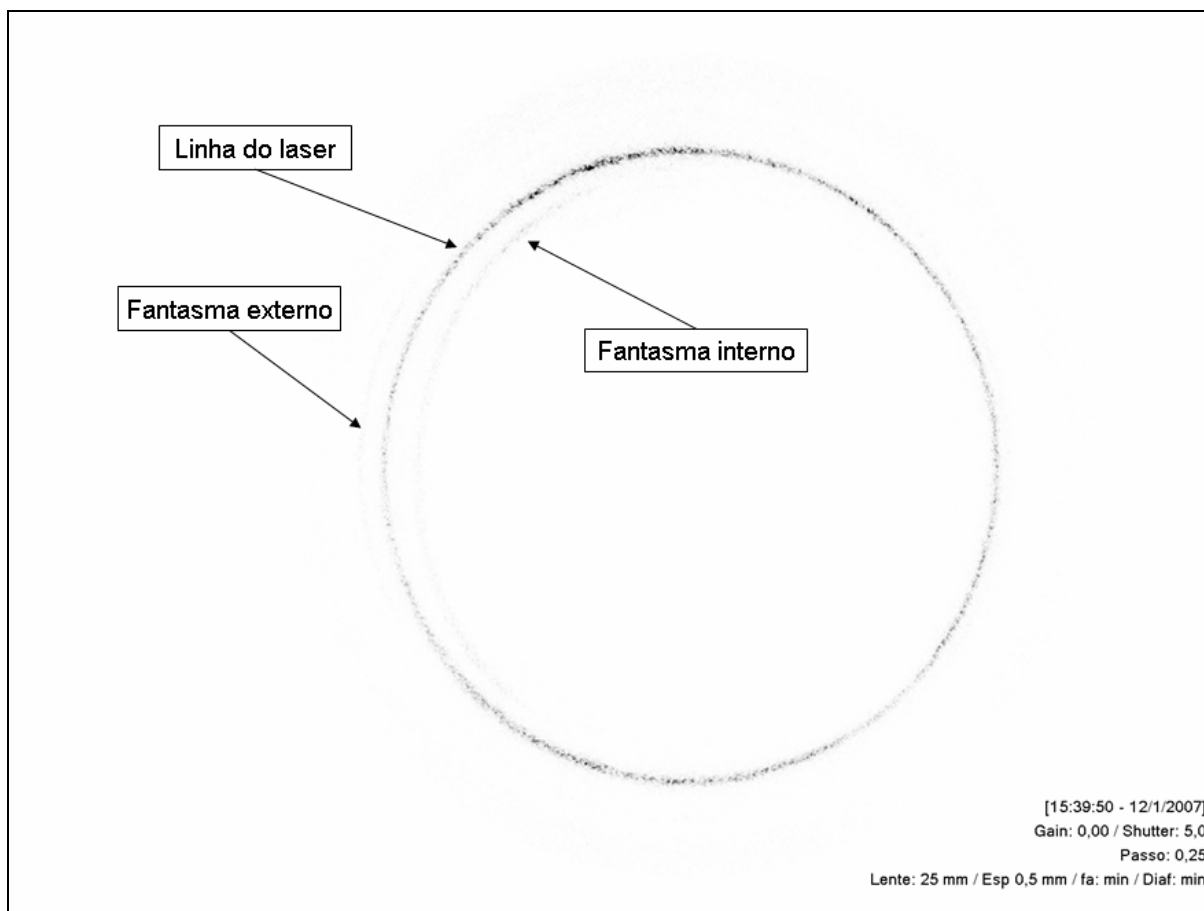 Linha do laser
Fantasma externo
Fantasma interno
[15:39:50 - 12/1/2007]
Gain: 0,00 / Shutter: 5,0
Passo: 0,25
Lente: 25 mm / Esp 0,5 mm / fa: min / Diaf: min